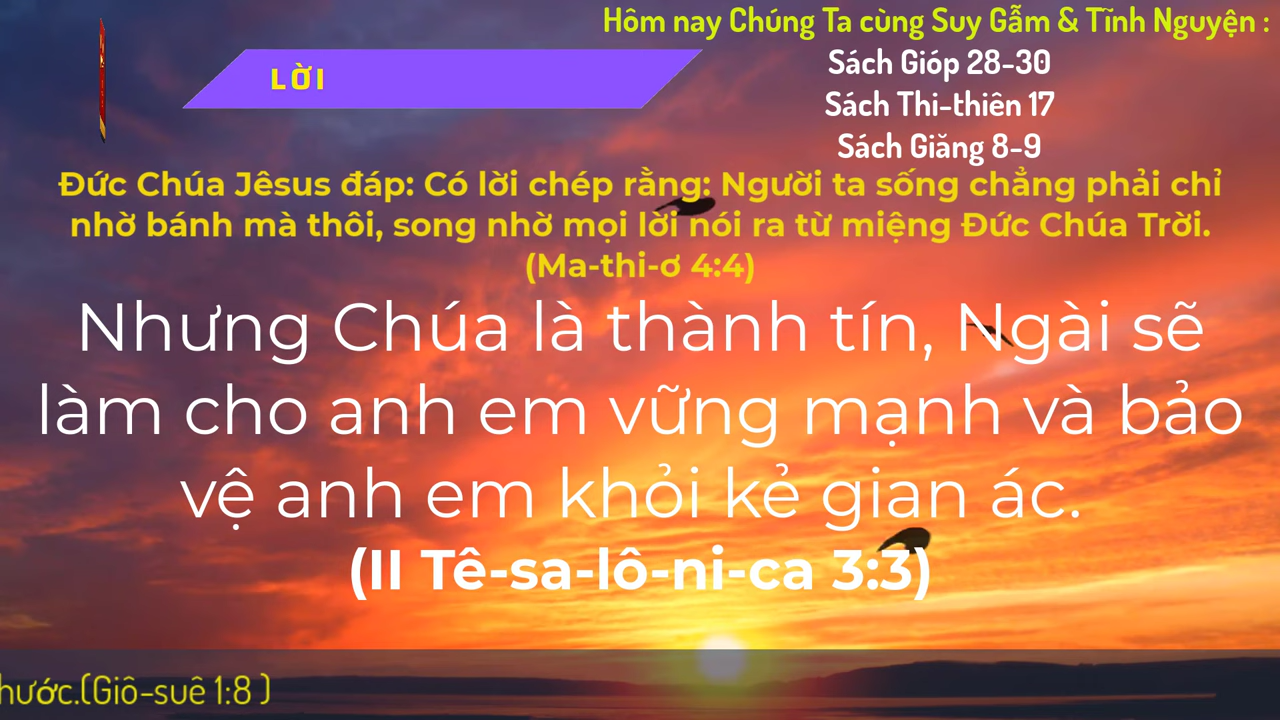 Hôm nay Chúng Ta cùng Suy Gẫm & Tĩnh Nguyện :
LỜI
Sách Gióp 28-30
Sách Thi-thiên 17
Sách Giăng 8-9
Đức Chúa Jêsus đáp: Có lời chép rằng: Người ta sống chẳng phải chỉ
nhờ bánh mà thôi, song nhờ mọi lời nói ra từ miệng Đức Chúa Trời.
(Ma-thi-ơ 4:4)
Nhưng Chúa là thành tín, Ngài sẽ
làm cho anh em vững mạnh và bảo
vệ anh em khỏi kẻ gian ác.
(II Tê-sa-lô-ni-ca 3:3)
hước.(Giô-suê 1:8 )